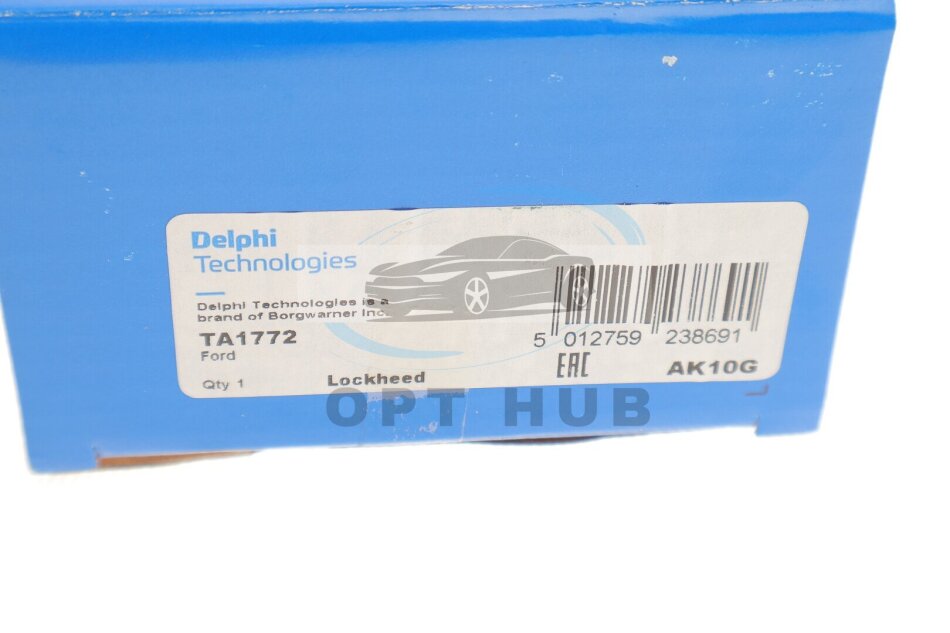 Delphi
Technologies
Delphi Technologies is a
brand of Borgwarner Inc.
TA1772
Ford
Qty 1
Lockheed
5 012759 238691
EAC
AK10G
OPT HUB